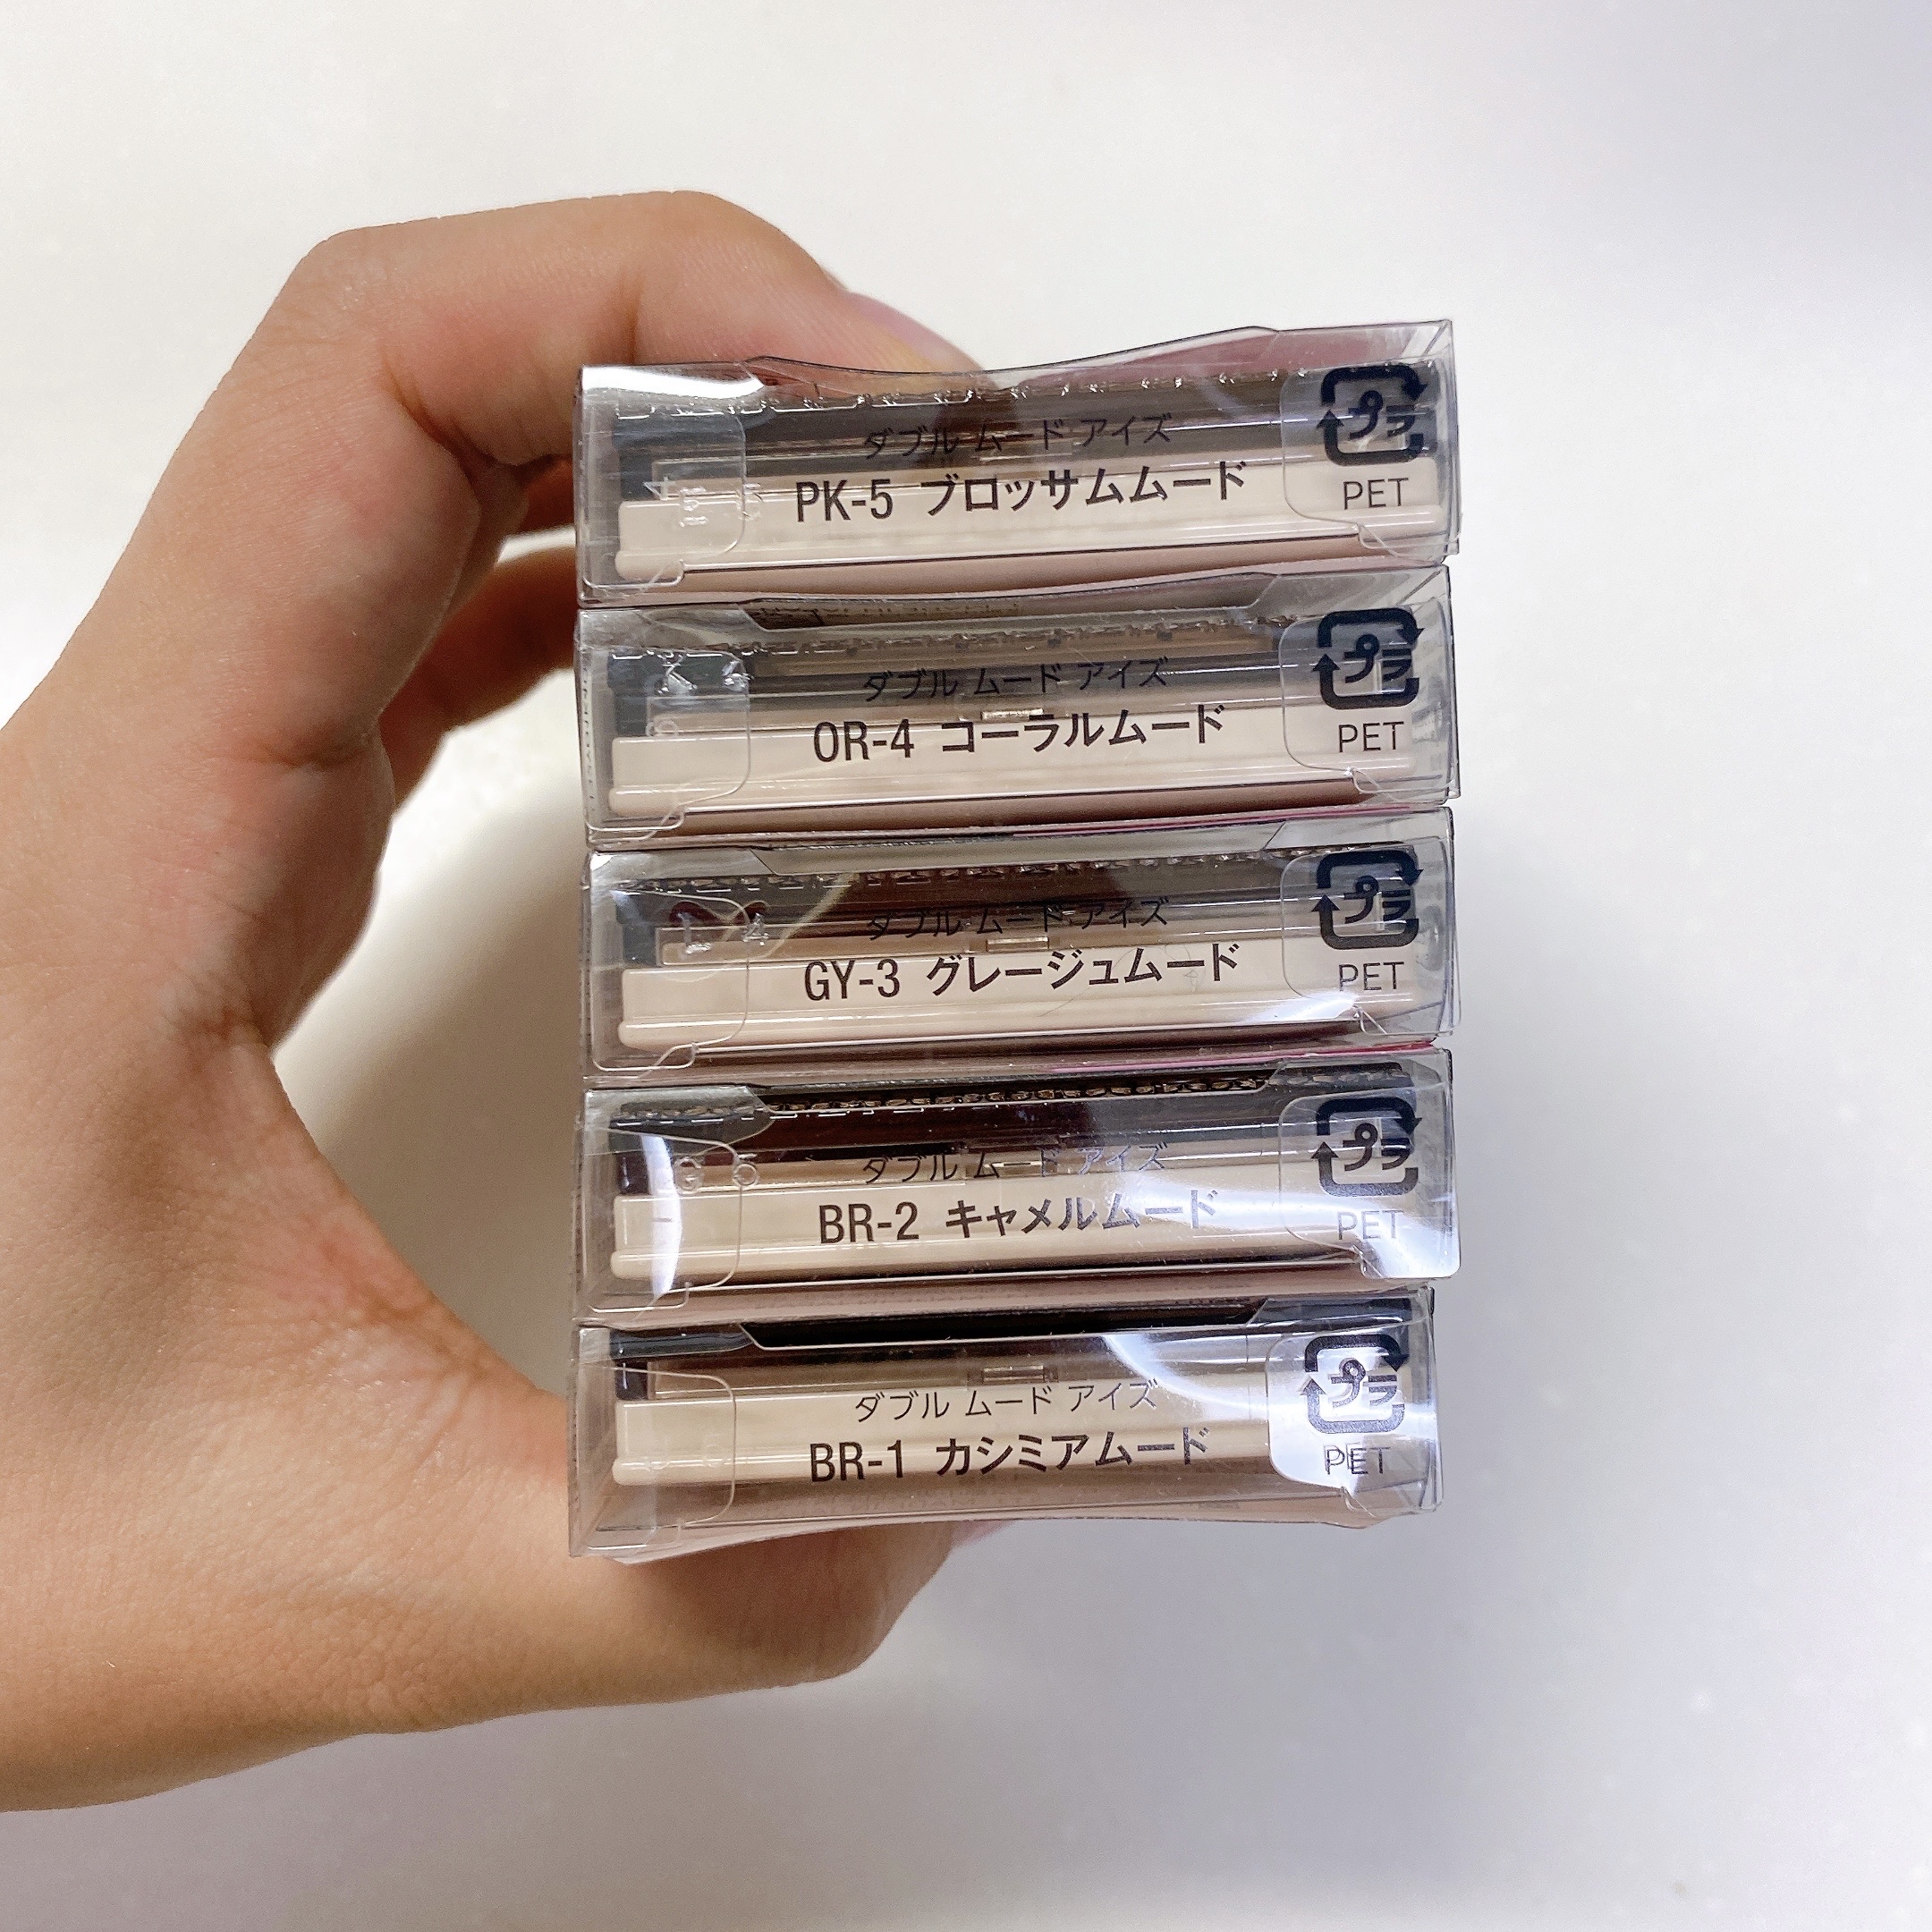 ダブル ムード アイズ
PK-5 ブロッサムムード
プラ
PET
ダブル ムード アイズ
OR-4 コーラルムード
プラ
PET
ダブル ムード アイズ
GY-3 グレージュムード
プラ
PET
ダブル ムード アイズ
BR-2 キャメルムード
プラ
PET
ダブル ムード アイズ
BR-1 カシミアムード
プラ
PET